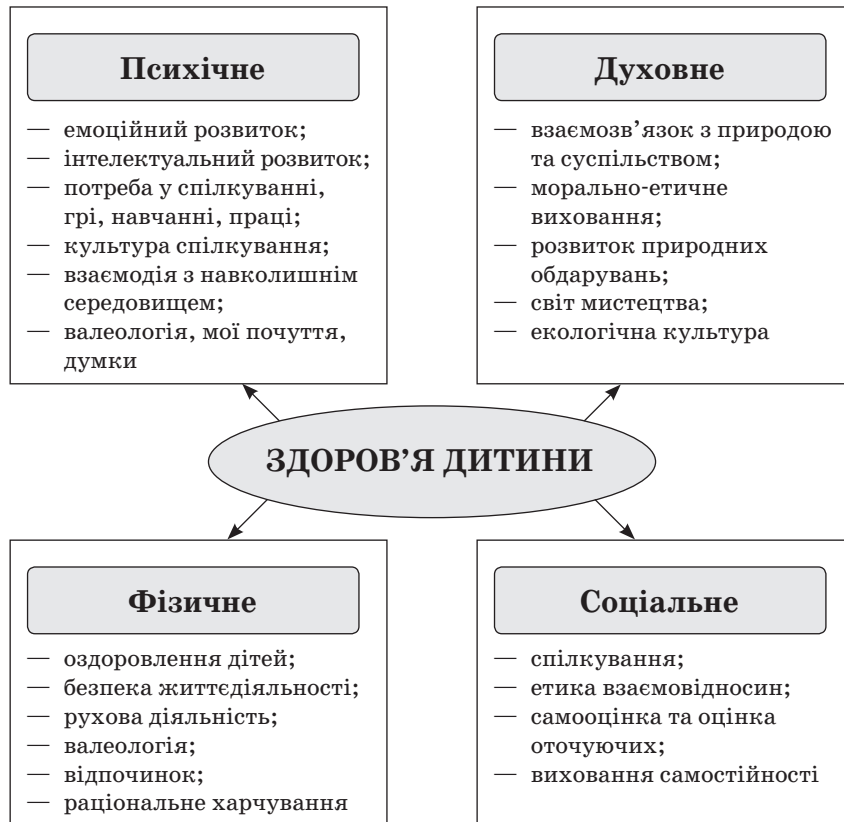 Психічне
— емоційний розвиток;
— інтелектуальний розвиток;
— потреба у спілкуванні,
грі, навчанні, праці;
— культура спілкування;
— взаємодія з навколишнім
середовищем;
— валеологія, мої почуття,
думки
Духовне
— взаємозв’язок з природою
та суспільством;
— морально-етичне
виховання;
— розвиток природних
обдарувань;
— світ мистецтва;
— екологічна культура
ЗДОРОВ’Я ДИТИНИ
Фізичне
— оздоровлення дітей;
— безпека життєдіяльності;
— рухова діяльність;
— валеологія;
— відпочинок;
— раціональне харчування
Соціальне
— спілкування;
— етика взаємовідносин;
— самооцінка та оцінка
оточуючих;
— виховання самостійності